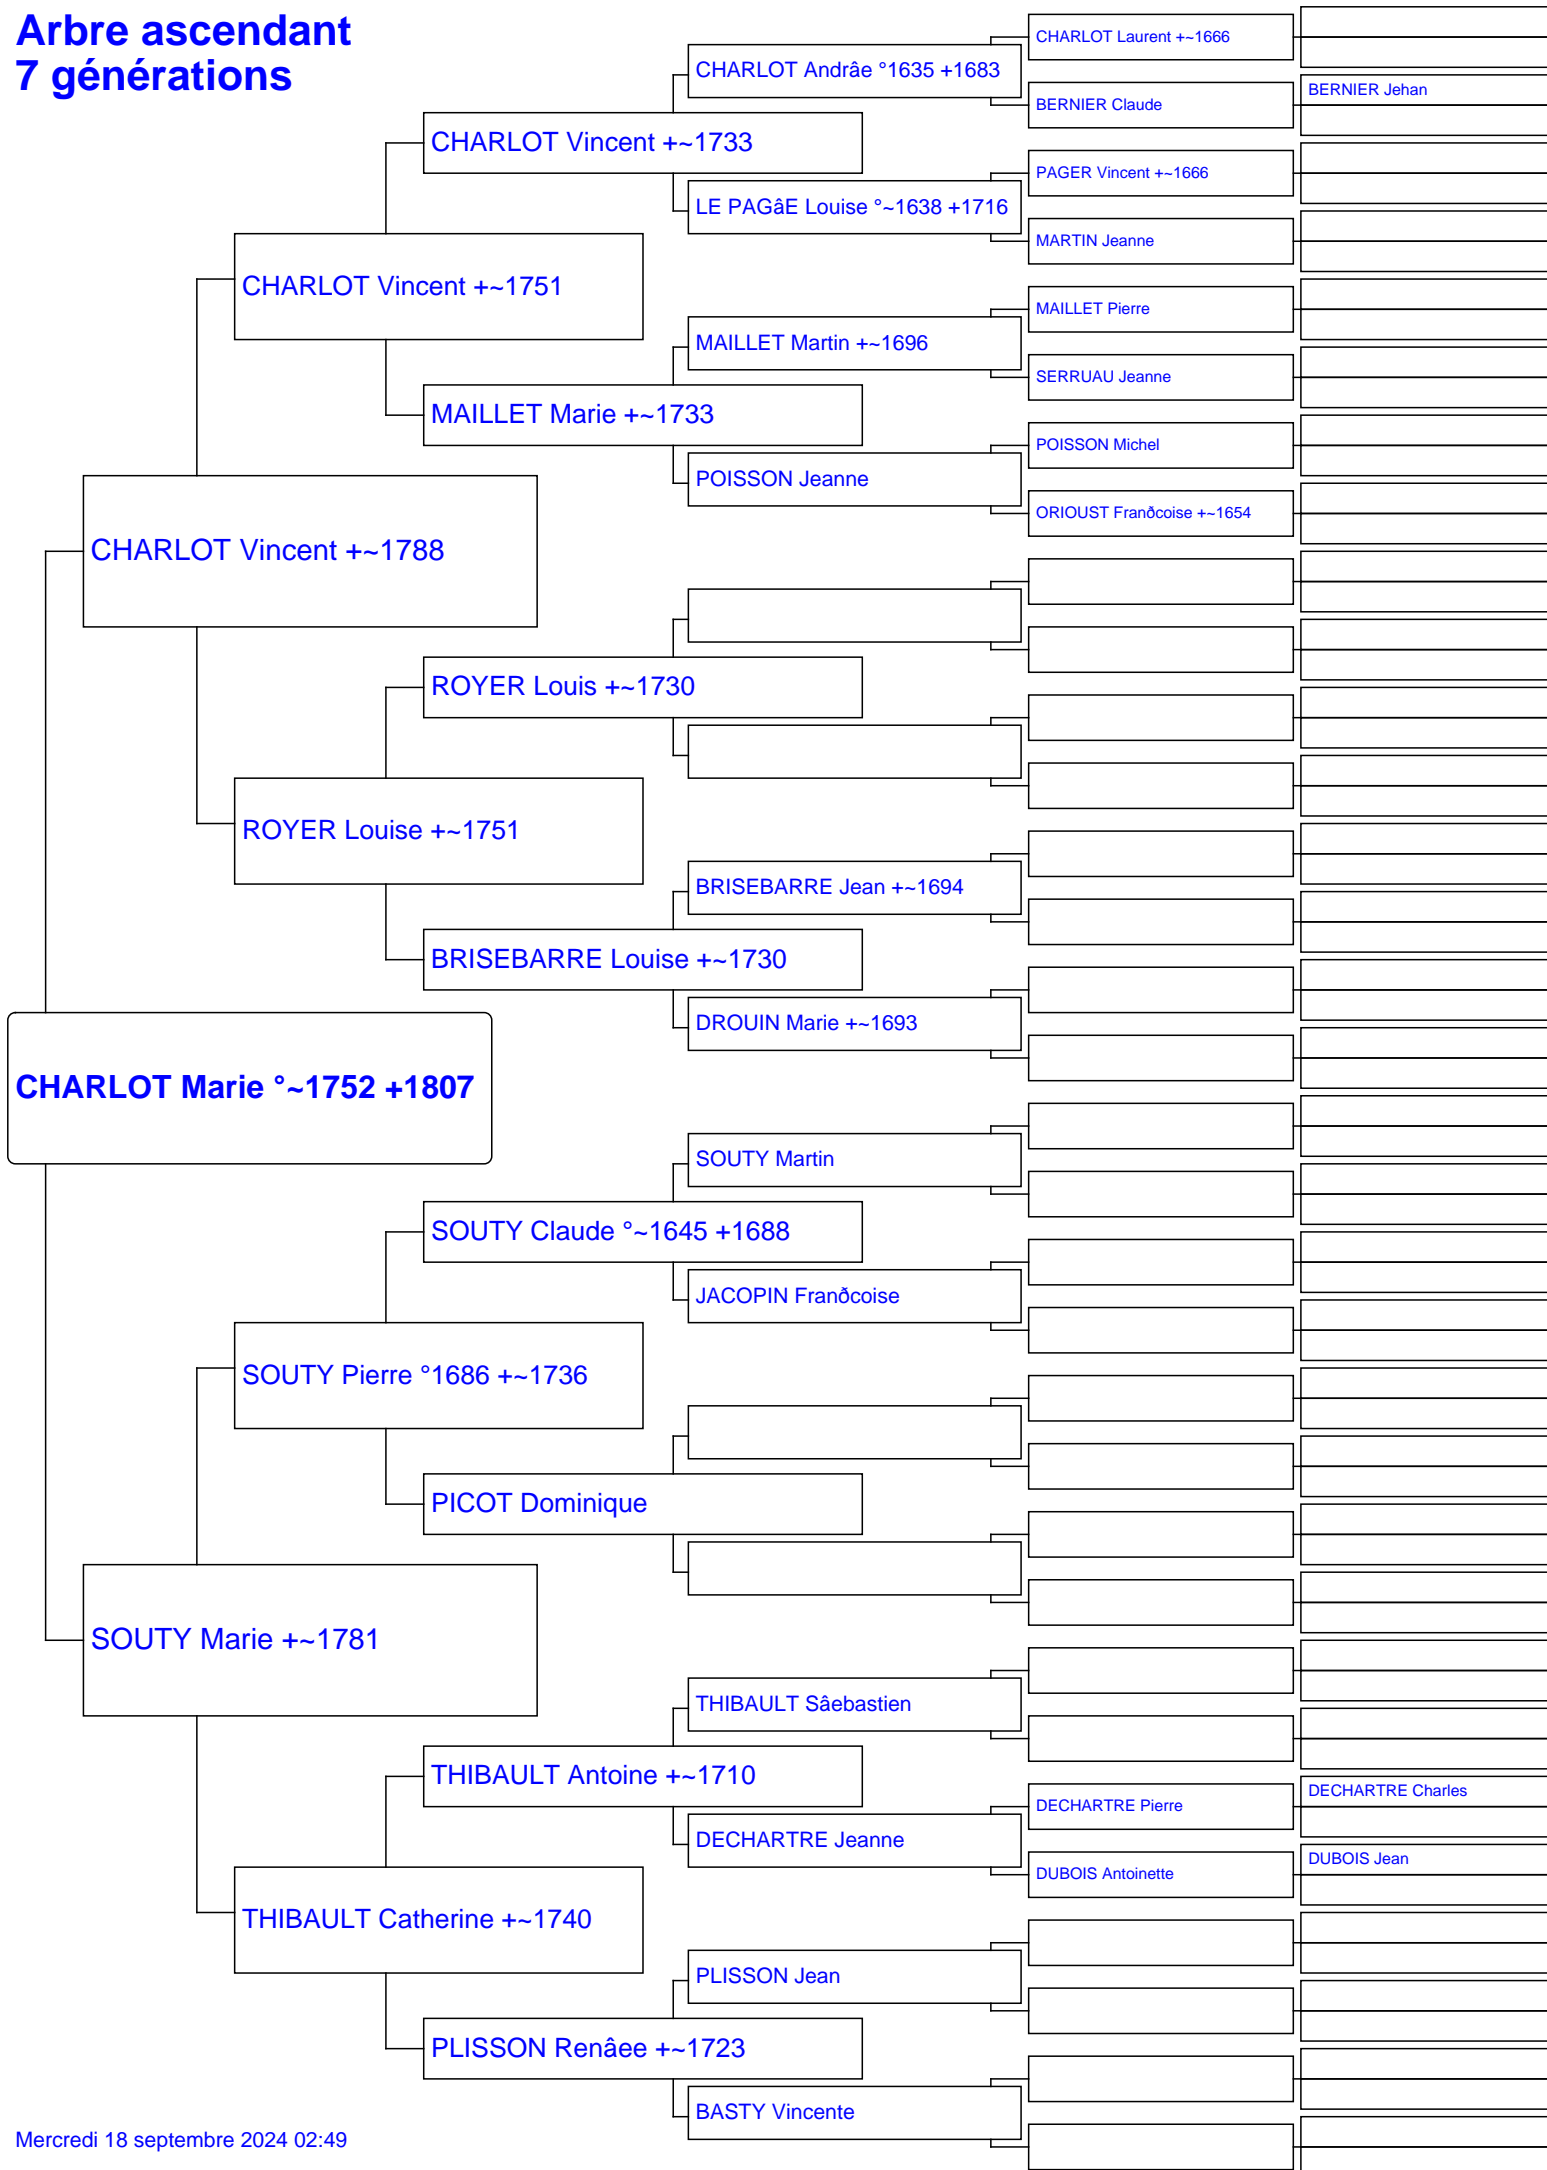 Arbre ascendant
7 générations
CHARLOT Laurent +~1666
CHARLOT Andrâe °1635 +1683
BERNIER Jehan
BERNIER Claude
CHARLOT Vincent +~1733
PAGER Vincent +~1666
LE PAGâE Louise °~1638 +1716
MARTIN Jeanne
CHARLOT Vincent +~1751
MAILLET Pierre
MAILLET Martin +~1696
SERRUAU Jeanne
MAILLET Marie +~1733
POISSON Michel
POISSON Jeanne
ORIOUST Franðcoise +~1654
CHARLOT Vincent +~1788
ROYER Louis +~1730
ROYER Louise +~1751
BRISEBARRE Jean +~1694
BRISEBARRE Louise +~1730
DROUIN Marie +~1693
CHARLOT Marie °~1752 +1807
SOUTY Martin
SOUTY Claude °~1645 +1688
JACOPIN Franðcoise
SOUTY Pierre °1686 +~1736
PICOT Dominique
SOUTY Marie +~1781
THIBAULT Sâebastien
THIBAULT Antoine +~1710
DECHARTRE Charles
DECHARTRE Pierre
DECHARTRE Jeanne
DUBOIS Jean
DUBOIS Antoinette
THIBAULT Catherine +~1740
PLISSON Jean
PLISSON Renâee +~1723
BASTY Vincente
Mercredi 18 septembre 2024 02:49